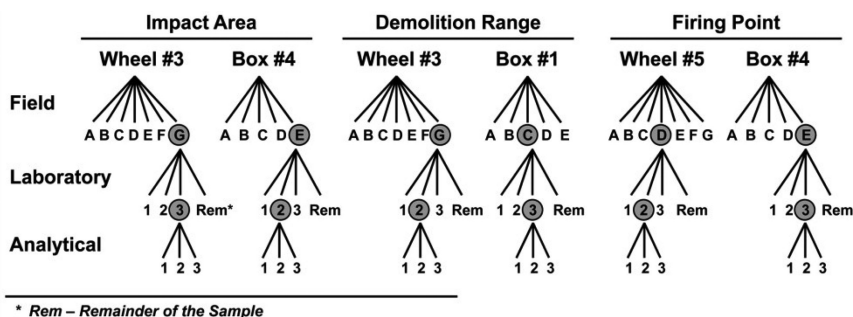 Impact Area Demolition Range Firing Point
Wheel #3 Box #4 Wheel #3 Box #1 Wheel #5 Box #4
Field
A B C D E F G A B C D E A B C D E F G A B C D E A B C D E F G A B C D E
Laboratory
1 2 3 Rem* 1 2 3 Rem 1 2 3 Rem 1 2 3 Rem 1 2 3 Rem 1 2 3 Rem
Analytical
1 2 3 1 2 3 1 2 3 1 2 3 1 2 3 1 2 3
* Rem – Remainder of the Sample